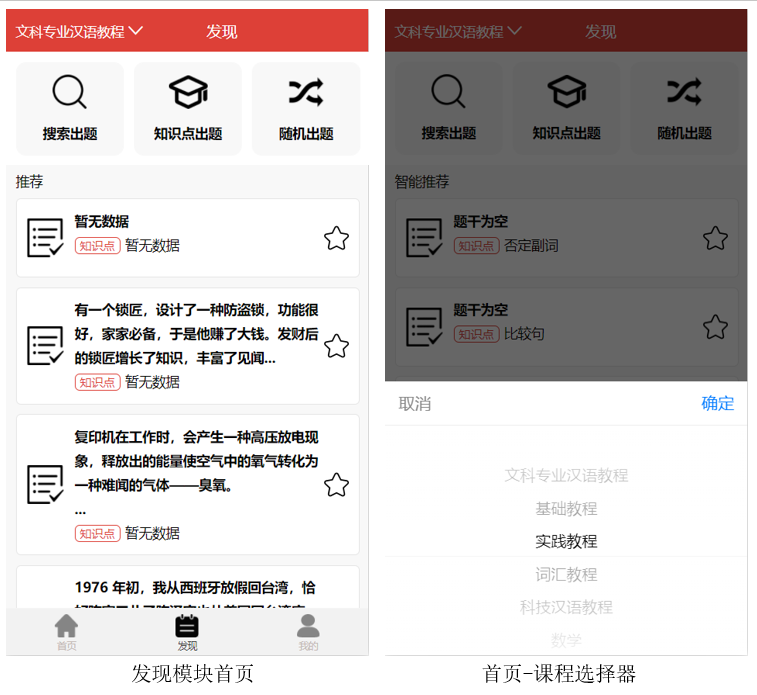 文科专业汉语教程
发现
搜索出题
知识点出题
随机出题
推荐
暂无数据
知识点 暂无数据
有一个锁匠，设计了一种防盗锁，功能很
好，家家必备，于是他赚了大钱。发财后
的锁匠增长了知识，丰富了见闻...
知识点 暂无数据
复印机在工作时，会产生一种高压放电现
象，释放出的能量使空气中的氧气转化为
一种难闻的气体——臭氧。
...
知识点 暂无数据
1976 年初，我从西班牙放假回台湾，恰
首页
发现
我的
发现模块首页
文科专业汉语教程
发现
搜索出题
知识点出题
随机出题
智能推荐
题干为空
知识点 否定副词
题干为空
知识点 比较句
取消
确定
文科专业汉语教程
基础教程
实践教程
词汇教程
科技汉语教程
数学
首页-课程选择器